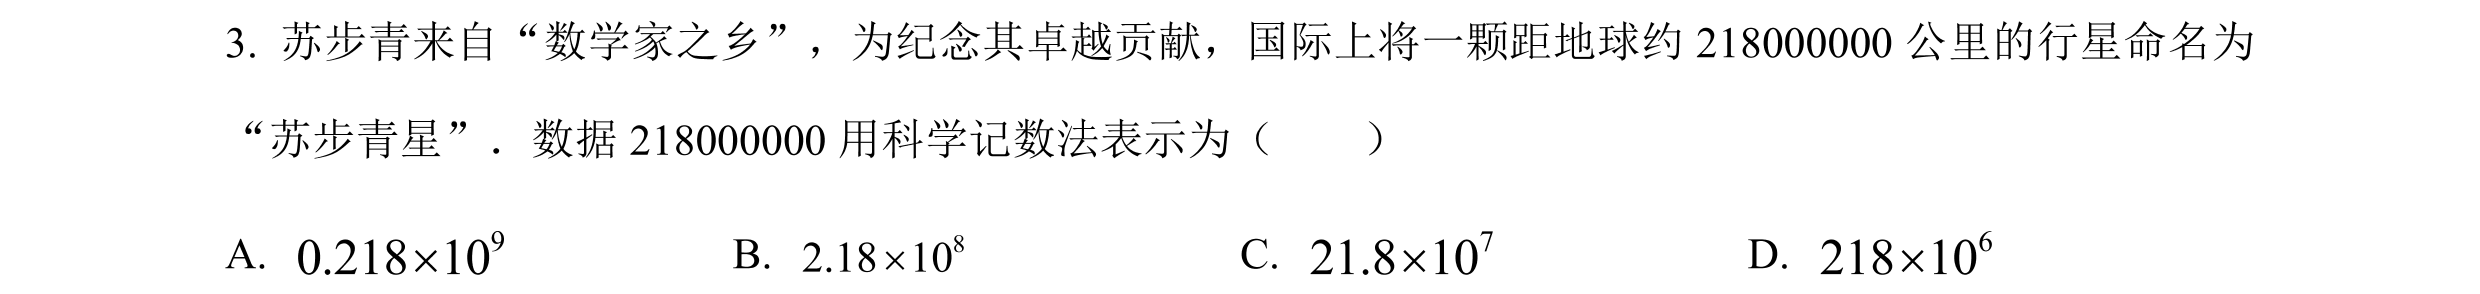 3. 苏步青来自“数学家之乡”，为纪念其卓越贡献，国际上将一颗距地球约 218000000 公里的行星命名为
“苏步青星”．数据 218000000 用科学记数法表示为（　　）
A. 0.218×10⁹ B. 2.18×10⁸ C. 21.8×10⁷ D. 218×10⁶